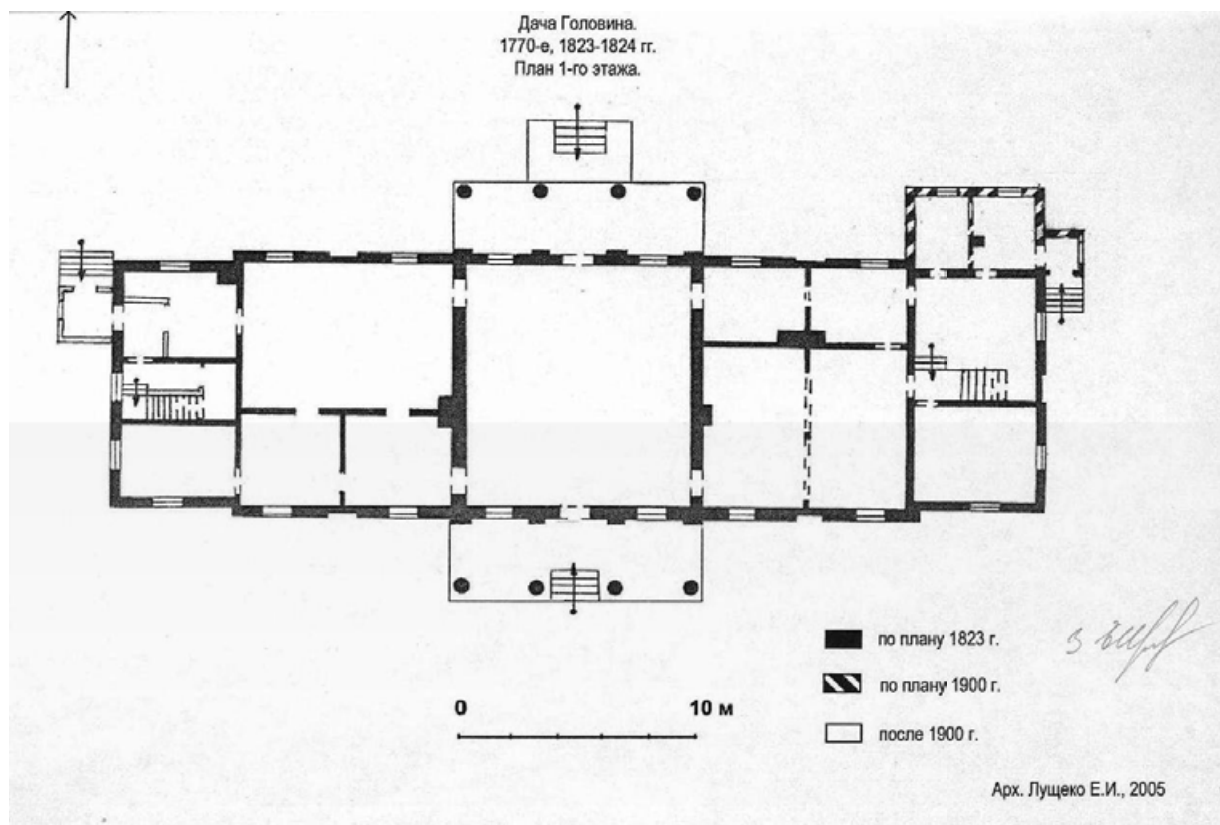 Дача Головина.
1770-е, 1823-1824 гг.
План 1-го этажа.
по плану 1823 г.
по плану 1900 г.
после 1900 г.
0 10 м
Арх. Лущеко Е.И., 2005